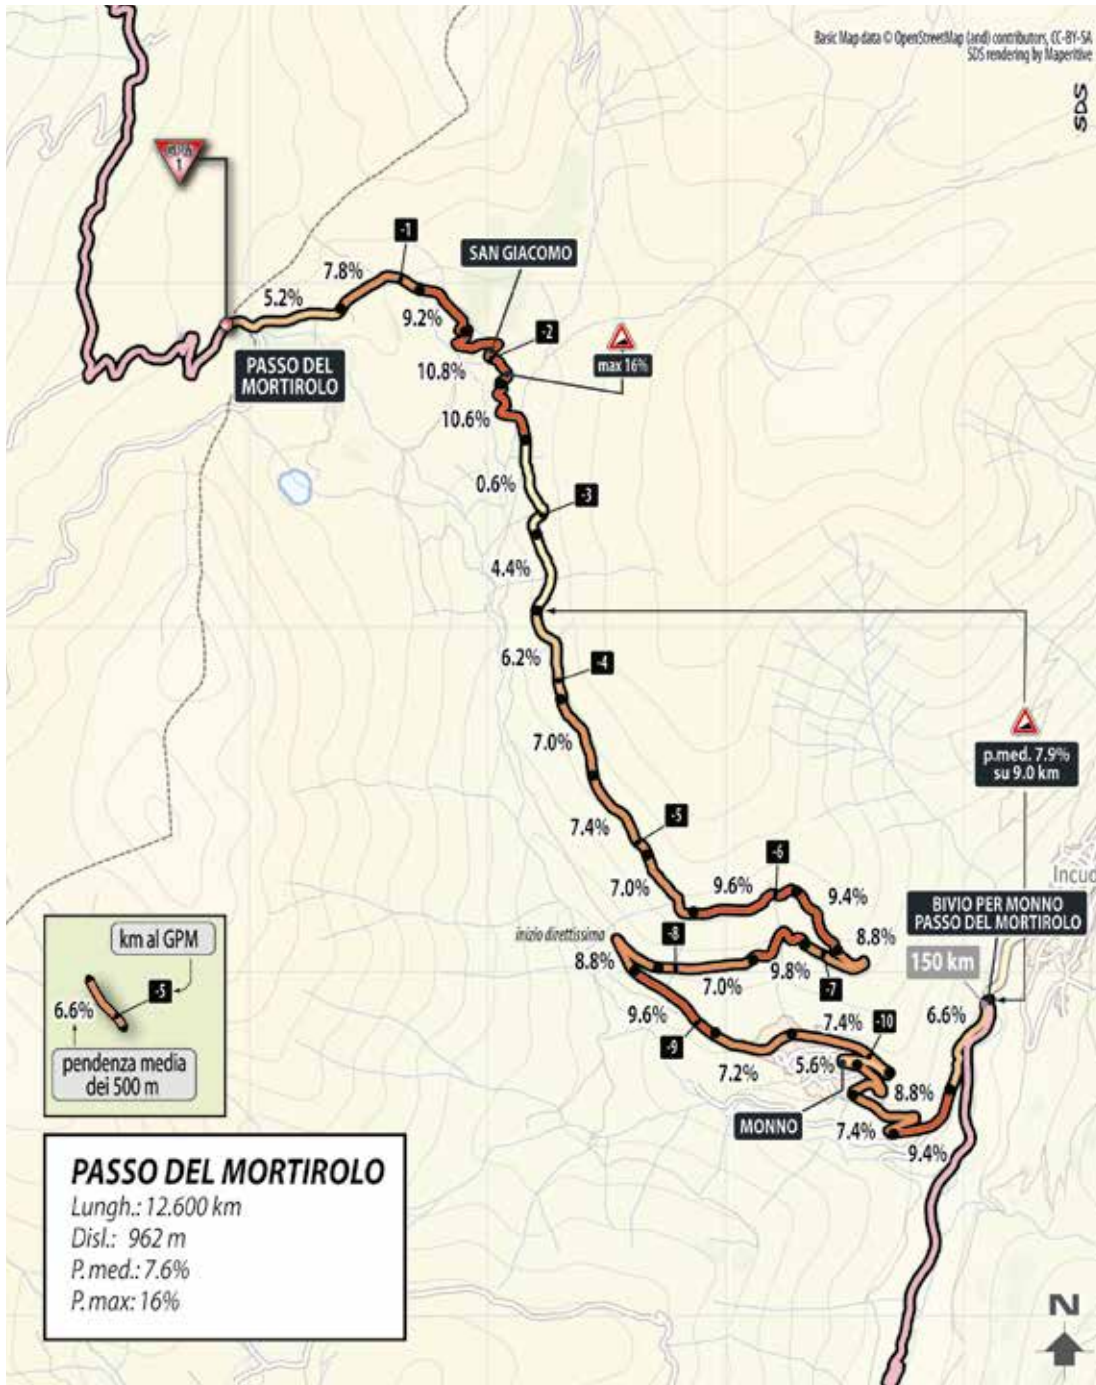 Basic Map data © OpenStreetMap (and) contributors, CC-BY-SA
SDS rendering by Maperitive
SDS
1
-1
SAN GIACOMO
7.8%
5.2%
9.2%
-2
max 16%
PASSO DEL
MORTIROLO
10.8%
10.6%
0.6%
-3
4.4%
6.2%
-4
7.0%
p.med. 7.9%
su 9.0 km
7.4%
-5
7.0%
9.6%
-6
9.4%
Incud
BIVIO PER MONNO
PASSO DEL MORTIROLO
150 km
inizio direttissima
8.8%
-8
7.0%
9.8%
-7
8.8%
km al GPM
-5
6.6%
pendenza media
dei 500 m
9.6%
-9
7.2%
7.4%
-10
6.6%
5.6%
8.8%
MONNO
7.4%
9.4%
PASSO DEL MORTIROLO
Lungh.: 12.600 km
Disl.: 962 m
P.med.: 7.6%
P.max: 16%
N